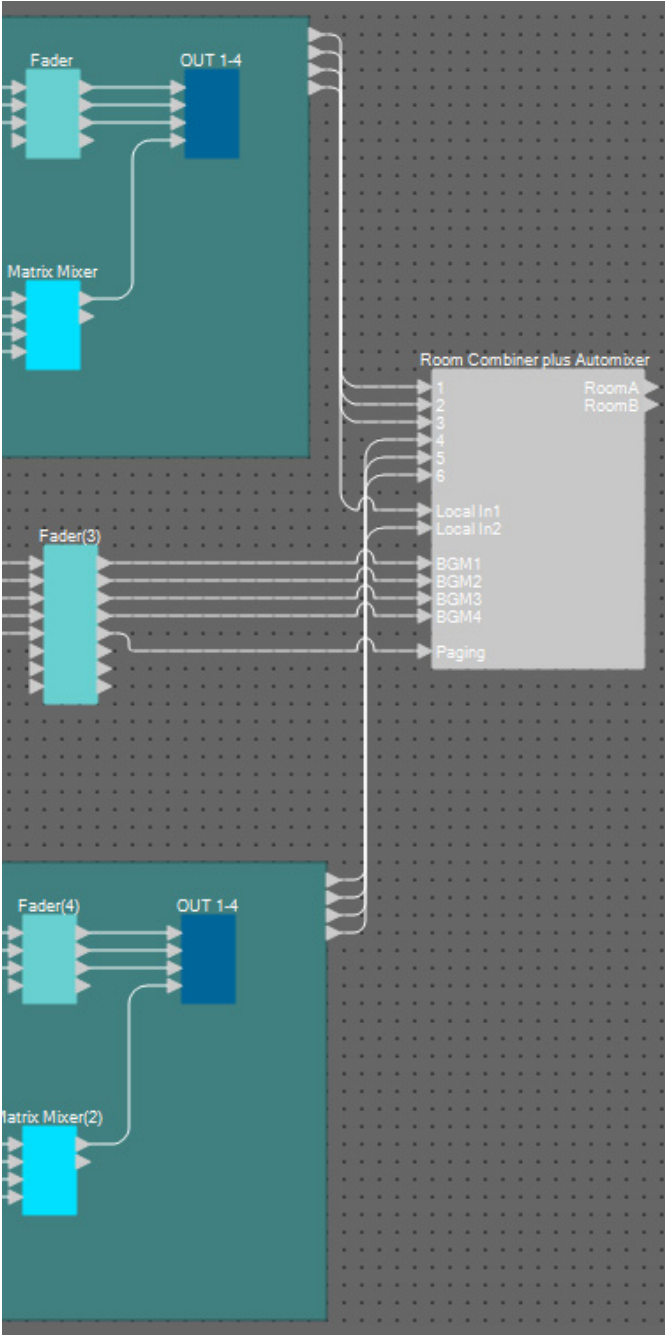 Fader
OUT 1-4
Matrix Mixer
Room Combiner plus Automixer
1
RoomA
2
RoomB
3
4
5
6
Local In1
Local In2
Fader(3)
BGM1
BGM2
BGM3
BGM4
Paging
Fader(4)
OUT 1-4
Matrix Mixer(2)